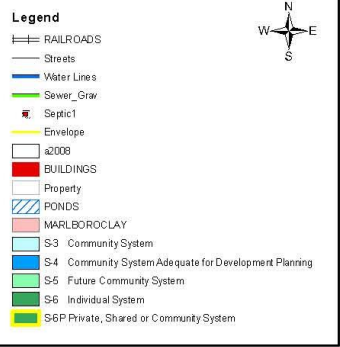 Legend
N
W E
S
RAILROADS
Streets
Water Lines
Sewer_Grav
Septic1
Envelope
a2008
BUILDINGS
Property
PONDS
MARLBOROCLAY
S-3 Community System
S-4 Community System Adequate for Development Planning
S-5 Future Community System
S-6 Individual System
S-6P Private, Shared or Community System